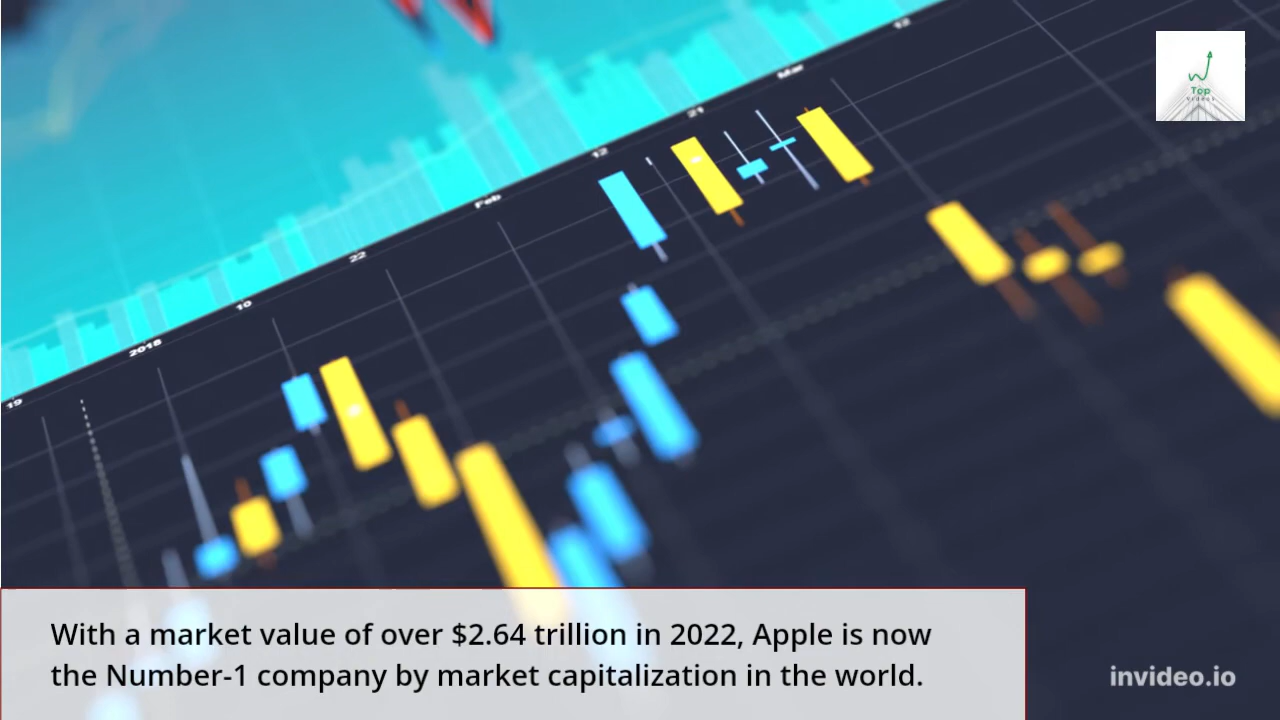 Top
Videos
12
Mar
21
12
Feb
22
10
2018
19
With a market value of over $2.64 trillion in 2022, Apple is now
the Number-1 company by market capitalization in the world.
invideo.io